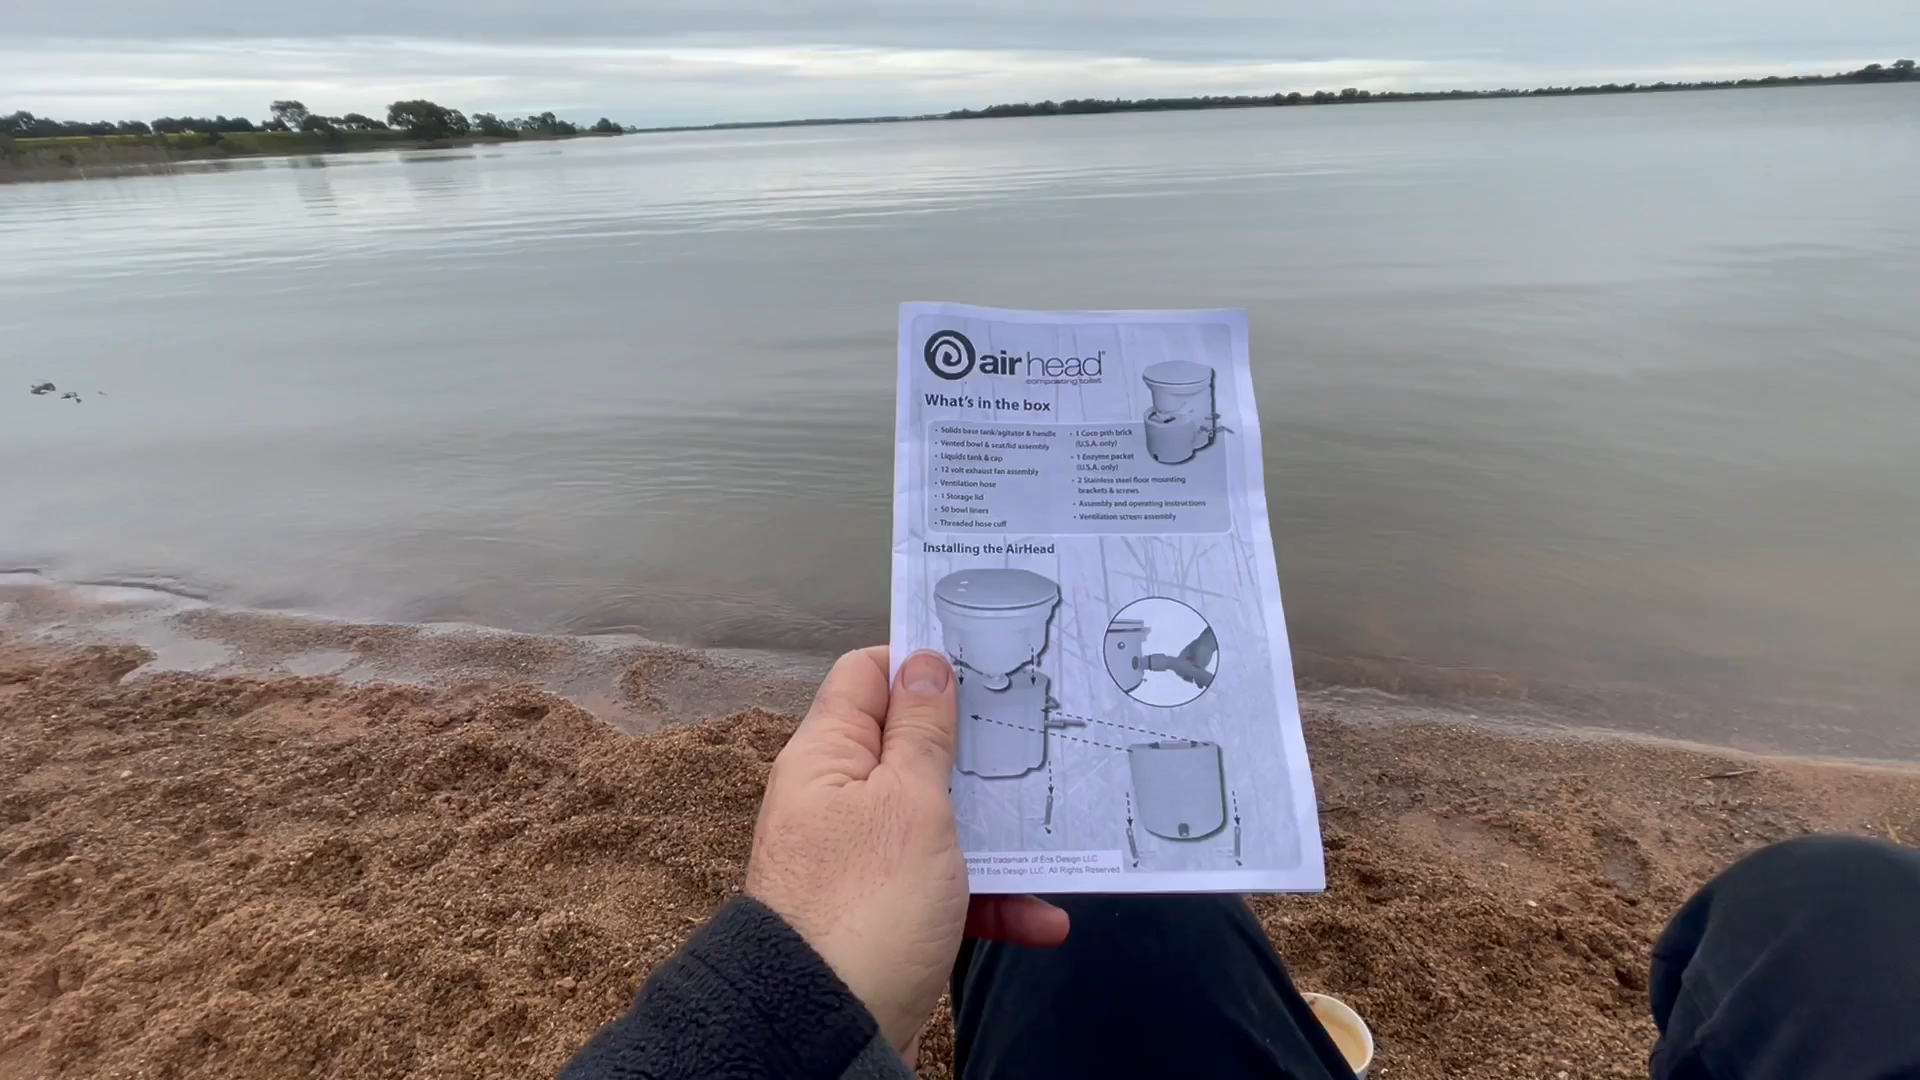 air head®
composting toilet
What's in the box
• Solids base tank/agitator & handle
• Vented bowl & seat/lid assembly
• Liquids tank & cap
• 12 volt exhaust fan assembly
• Ventilation hose
• 1 Storage lid
• 50 bowl liners
• Threaded hose cuff
• 1 Coco pith brick
(U.S.A. only)
• 1 Enzyme packet
(U.S.A. only)
• 2 Stainless steel floor mounting
brackets & screws
• Assembly and operating instructions
• Ventilation screen assembly
Installing the AirHead
trademark of Eos Design LLC
2018 Eos Design LLC. All Rights Reserved